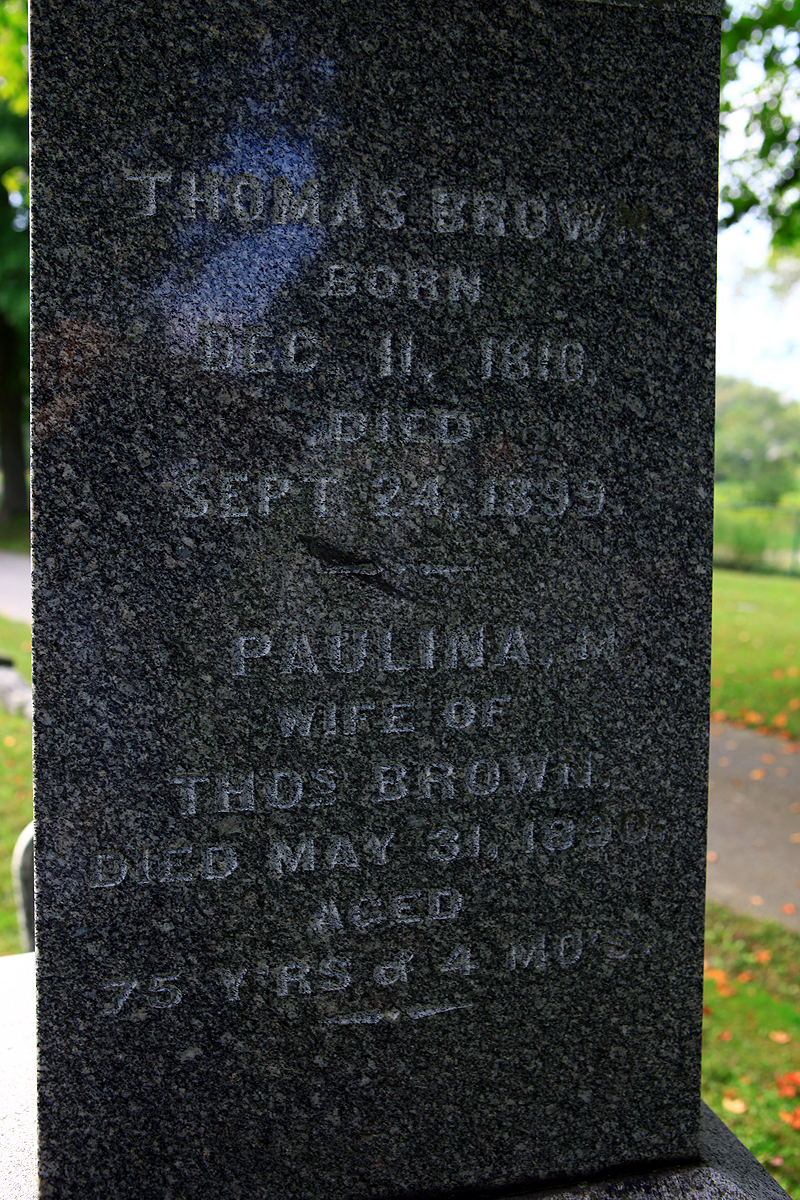 THOMAS BROWN
BORN
DEC. 11, 1810.
DIED
SEPT. 24, 1899.
PAULINA, M
WIFE OF
THOS BROWN.
DIED MAY 31, 1890.
AGED
75 Y'RS & 4 MO'S.